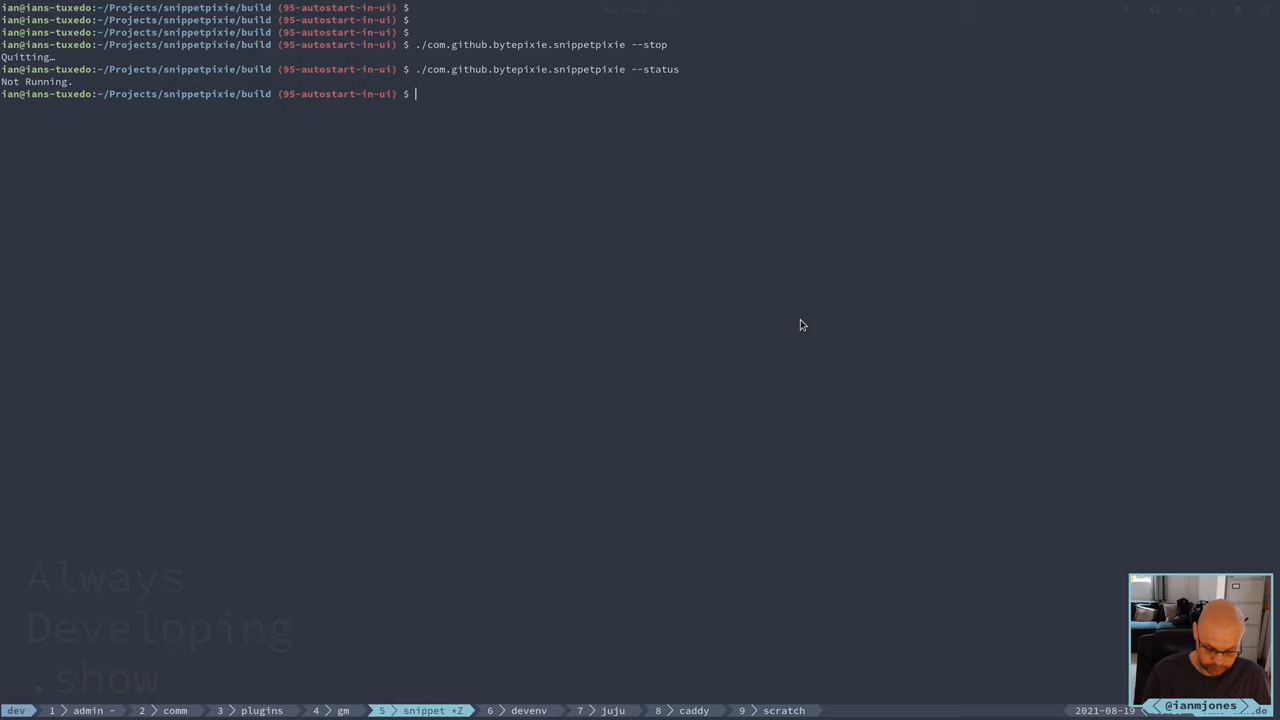 ian@ians-tuxedo:~/Projects/snippetpixie/build (95-autostart-in-ui) $
ian@ians-tuxedo:~/Projects/snippetpixie/build (95-autostart-in-ui) $
ian@ians-tuxedo:~/Projects/snippetpixie/build (95-autostart-in-ui) $
ian@ians-tuxedo:~/Projects/snippetpixie/build (95-autostart-in-ui) $ ./com.github.bytepixie.snippetpixie --stop
Quitting…
ian@ians-tuxedo:~/Projects/snippetpixie/build (95-autostart-in-ui) $ ./com.github.bytepixie.snippetpixie --status
Not Running.
ian@ians-tuxedo:~/Projects/snippetpixie/build (95-autostart-in-ui) $
Always
Developing
.show
@ianmjones
dev 1 admin - 2 comm 3 plugins 4 gm 5 snippet *Z 6 devenv 7 juju 8 caddy 9 scratch 2021-08-19